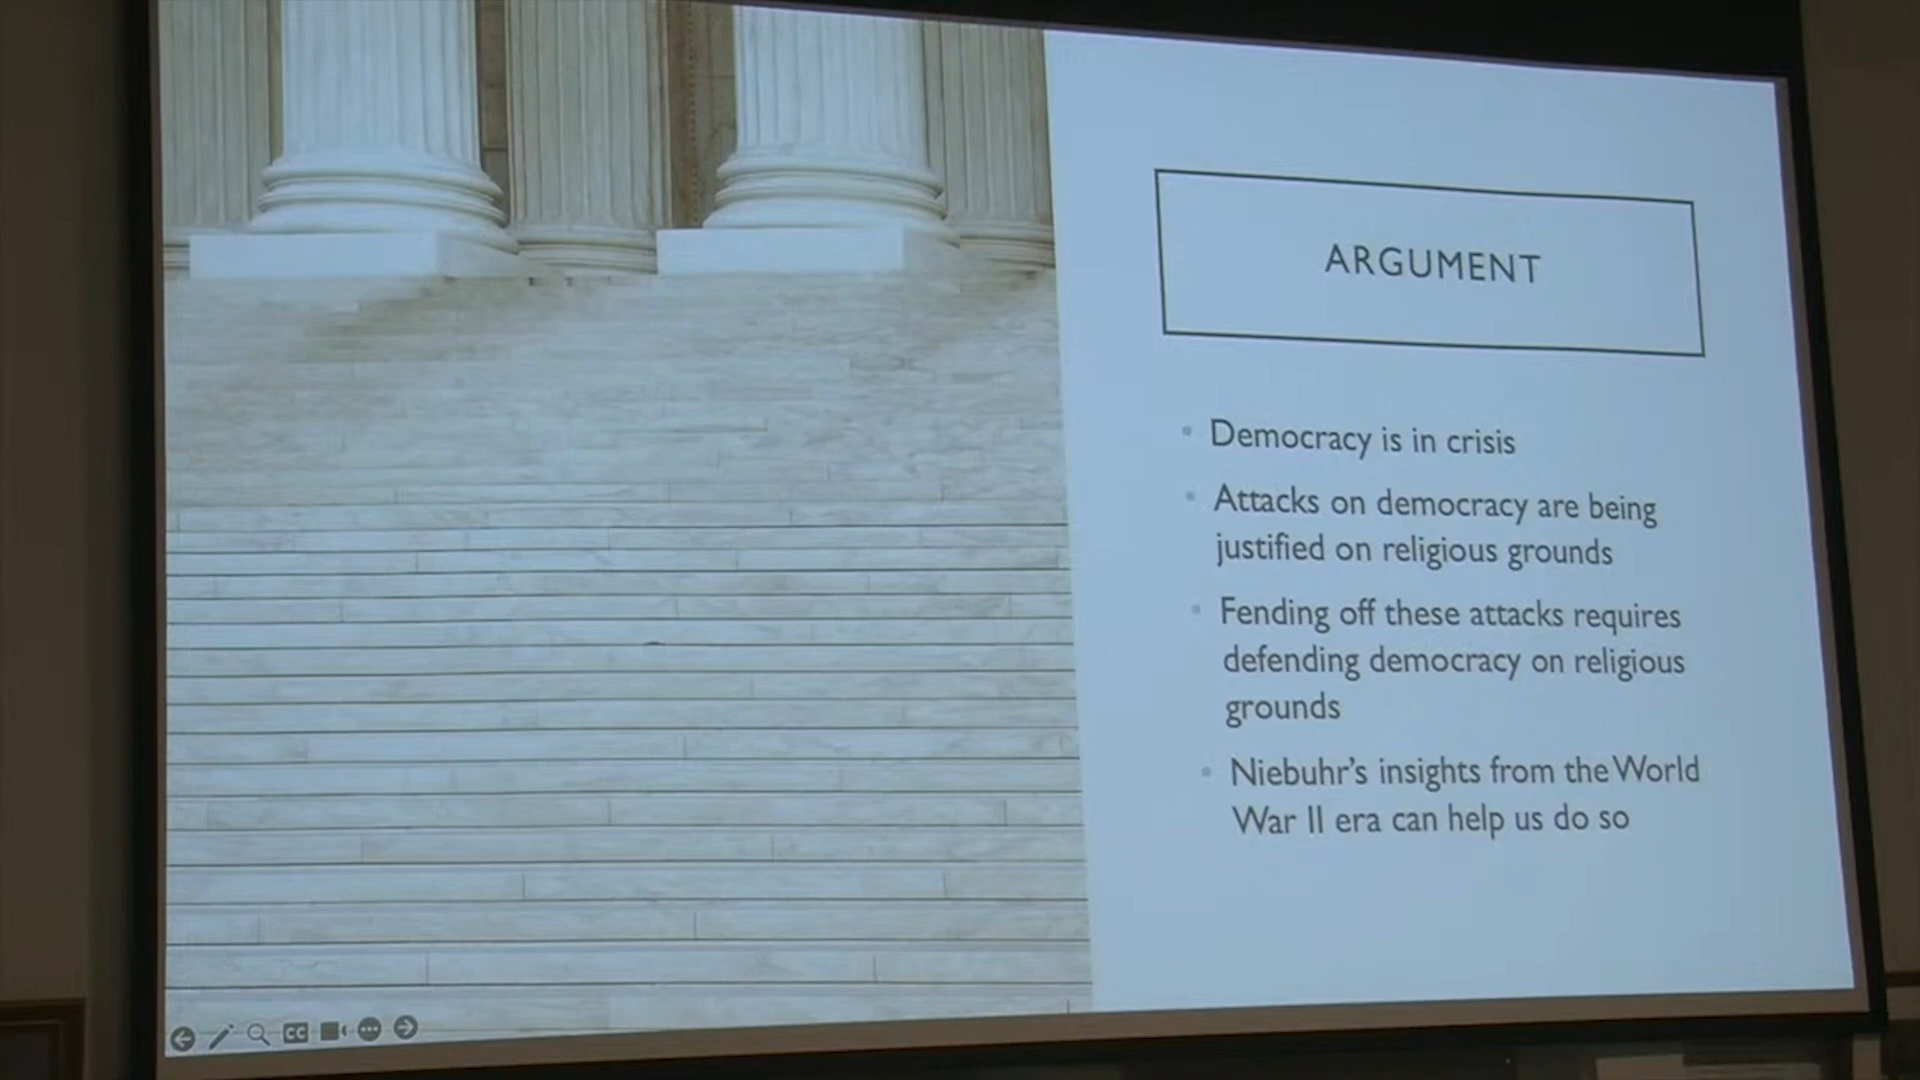 ARGUMENT
• Democracy is in crisis
• Attacks on democracy are being
justified on religious grounds
• Fending off these attacks requires
defending democracy on religious
grounds
• Niebuhr's insights from the World
War II era can help us do so
CC